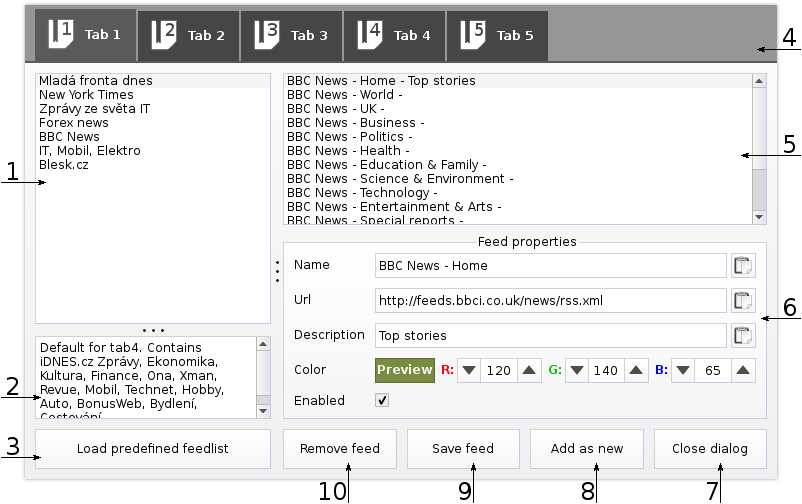 1 Tab 1
2 Tab 2
3 Tab 3
4 Tab 4
5 Tab 5
4
Mladá fronta dnes
New York Times
Zprávy ze světa IT
Forex news
BBC News
IT, Mobil, Elektro
Blesk.cz
1
BBC News - Home - Top stories
BBC News - World -
BBC News - UK -
BBC News - Business -
BBC News - Politics -
BBC News - Health -
BBC News - Education & Family -
BBC News - Science & Environment -
BBC News - Technology -
BBC News - Entertainment & Arts -
BBC News - Special reports -
5
Feed properties
Name BBC News - Home
Url http://feeds.bbci.co.uk/news/rss.xml
Description Top stories
Color Preview R: 120 G: 140 B: 65
Enabled
6
Default for tab4. Contains
iDNES.cz Zprávy, Ekonomika,
Kultura, Finance, Ona, Xman,
Revue, Mobil, Technet, Hobby,
Auto, BonusWeb, Bydlení,
Cestování
2
3
Load predefined feedlist
Remove feed
Save feed
Add as new
Close dialog
10
9
8
7